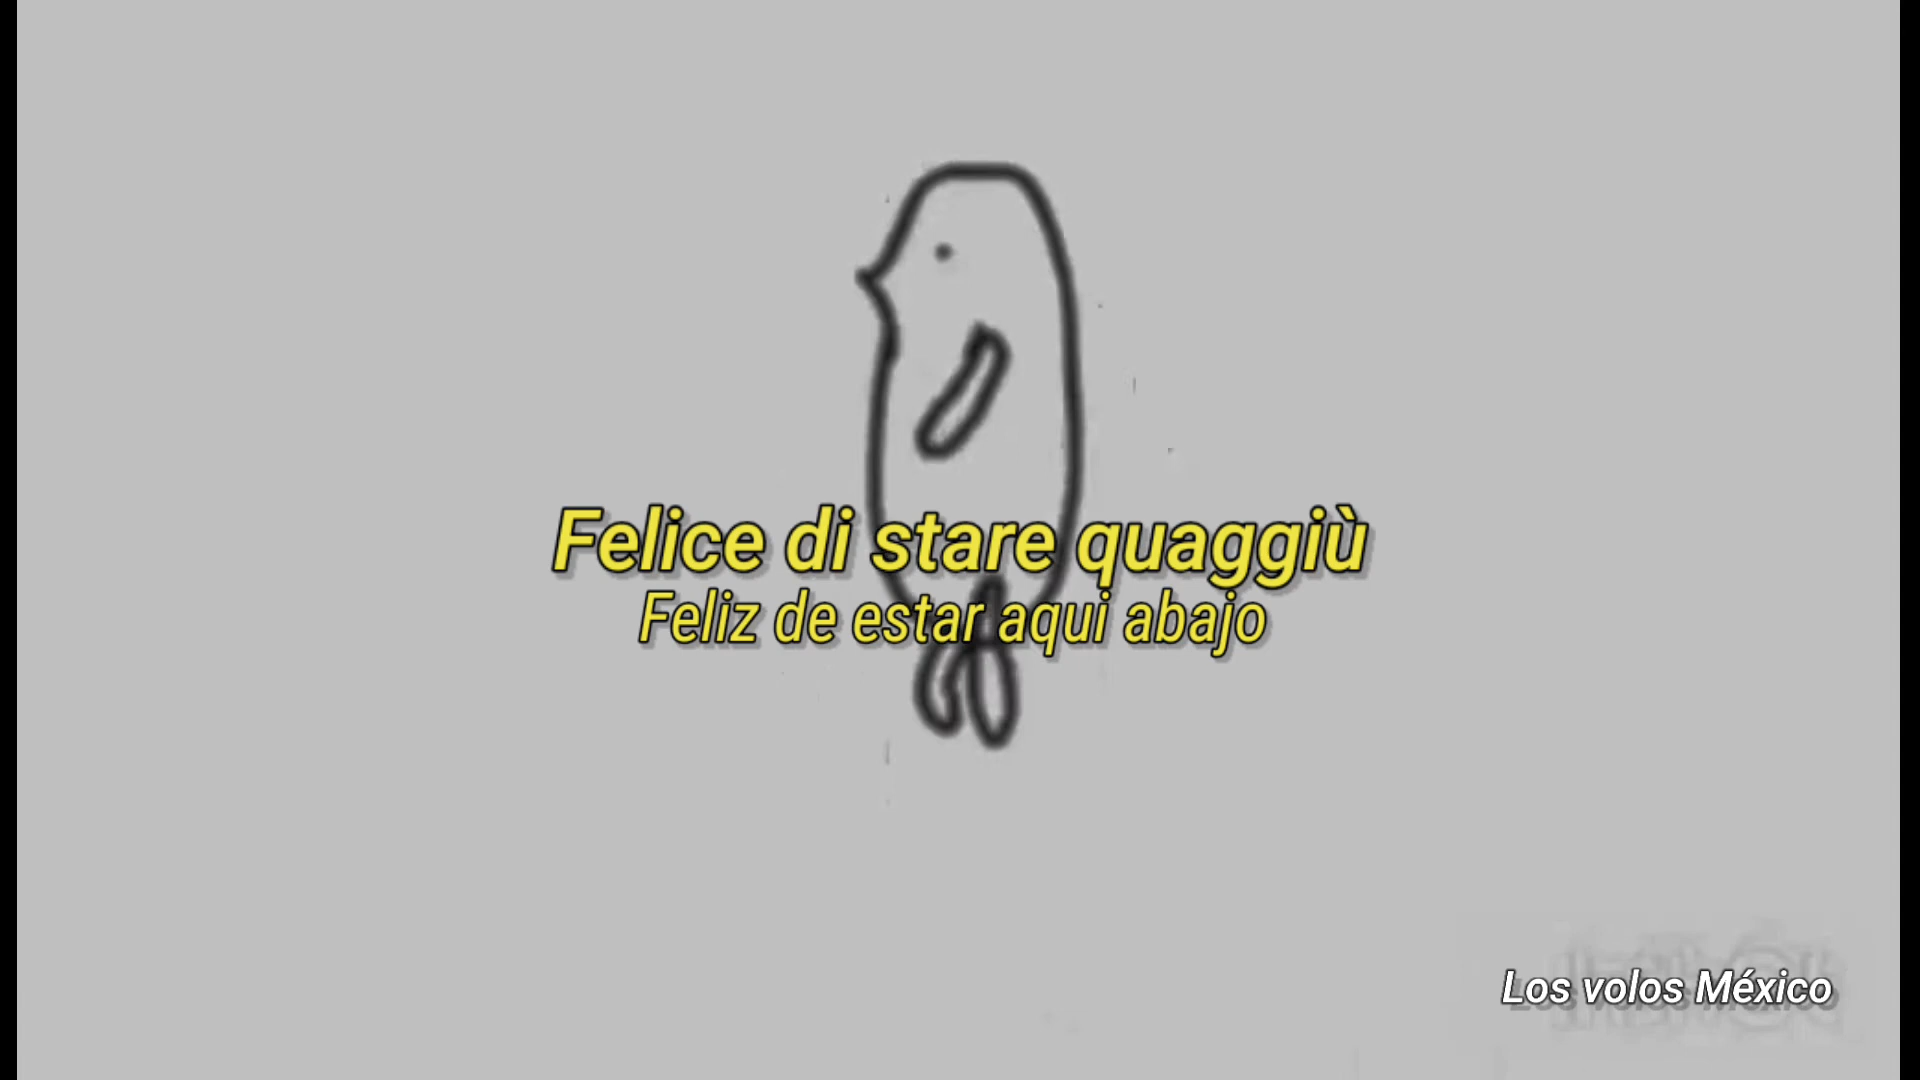 Felice di stare quaggiù
Feliz de estar aqui abajo
Los volos México